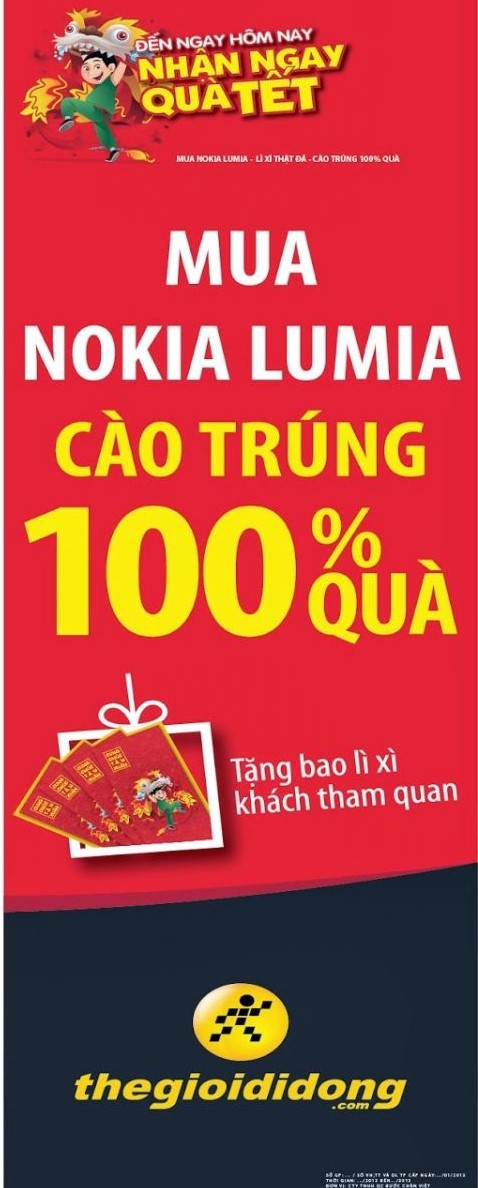 ĐẾN NGAY HÔM NAY
NHẬN NGAY
QUÀ TẾT
MUA NOKIA LUMIA - LÌ XÌ THẬT ĐÃ - CÀO TRÚNG 100% QUÀ
MUA
NOKIA LUMIA
CÀO TRÚNG
100%
QUÀ
Tặng bao lì xì
khách tham quan
thegioididong
.com